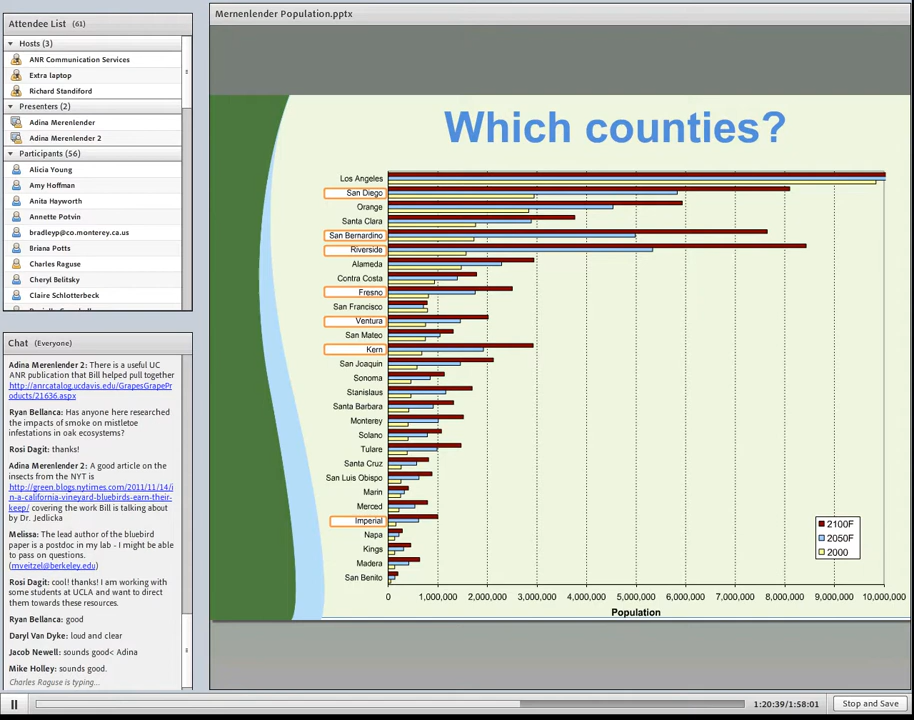 Attendee List (61)
Hosts (3)
ANR Communication Services
Extra laptop
Richard Standiford
Presenters (2)
Adina Merenlender
Adina Merenlender 2
Participants (56)
Alicia Young
Amy Hoffman
Anita Hayworth
Annette Potvin
bradleyp@co.monterey.ca.us
Briana Potts
Charles Raguse
Cheryl Belitsky
Claire Schlotterbeck
Chat (Everyone)
Adina Merenlender 2: There is a useful UC
ANR publication that Bill helped pull together
http://anrcatalog.ucdavis.edu/GrapesGrapePr
oducts/21636.aspx
Ryan Bellanca: Has anyone here researched
the impacts of smoke on mistletoe
infestations in oak ecosystems?
Rosi Dagit: thanks!
Adina Merenlender 2: A good article on the
insects from the NYT is
http://green.blogs.nytimes.com/2011/11/14/i
n-a-california-vineyard-bluebirds-earn-their-
keep/ covering the work Bill is talking about
by Dr. Jedlicka
Melissa: The lead author of the bluebird
paper is a postdoc in my lab - I might be able
to pass on questions.
(mveitzel@berkeley.edu)
Rosi Dagit: cool! thanks! I am working with
some students at UCLA and want to direct
them towards these resources.
Ryan Bellanca: good
Daryl Van Dyke: loud and clear
Jacob Newell: sounds good< Adina
Mike Holley: sounds good.
Charles Raguse is typing...
Mernenlender Population.pptx
Which counties?
Los Angeles
San Diego
Orange
Santa Clara
San Bernardino
Riverside
Alameda
Contra Costa
Fresno
San Francisco
Ventura
San Mateo
Kern
San Joaquin
Sonoma
Stanislaus
Santa Barbara
Monterey
Solano
Tulare
Santa Cruz
San Luis Obispo
Marin
Merced
Imperial
Napa
Kings
Madera
San Benito
2100F
2050F
2000
0 1,000,000 2,000,000 3,000,000 4,000,000 5,000,000 6,000,000 7,000,000 8,000,000 9,000,000 10,000,000
Population
1:20:39/1:58:01
Stop and Save